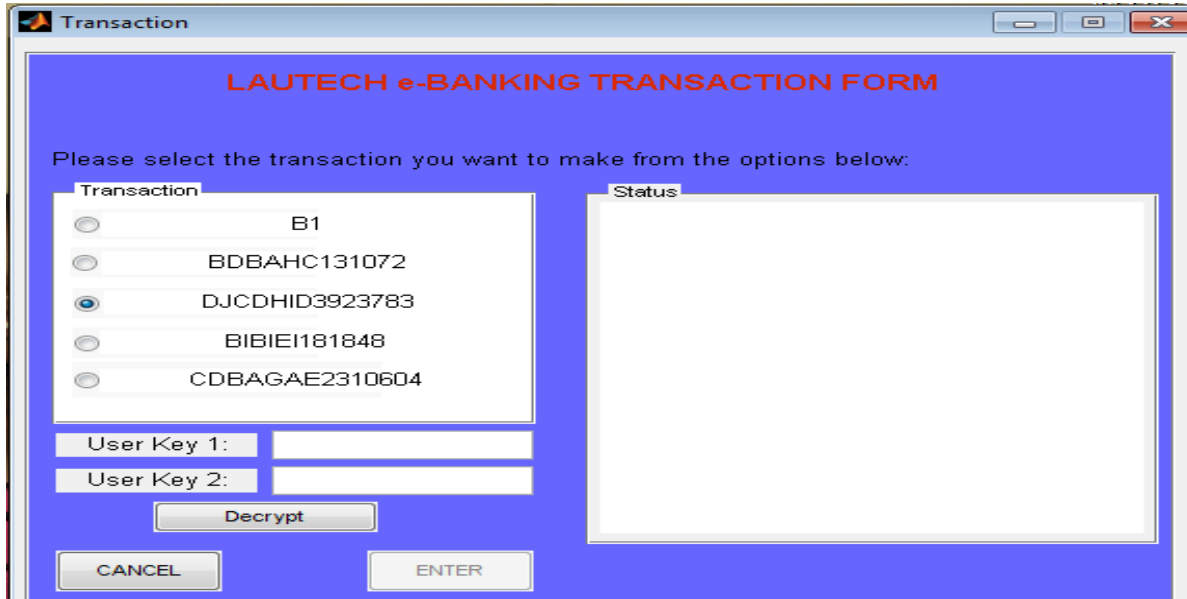 Transaction
LAUTECH e-BANKING TRANSACTION FORM
Please select the transaction you want to make from the options below:
Transaction
B1
BDBAHC131072
DJCDHID3923783
BIBIEI181848
CDBAGAE2310604
Status
User Key 1:
User Key 2:
Decrypt
CANCEL
ENTER